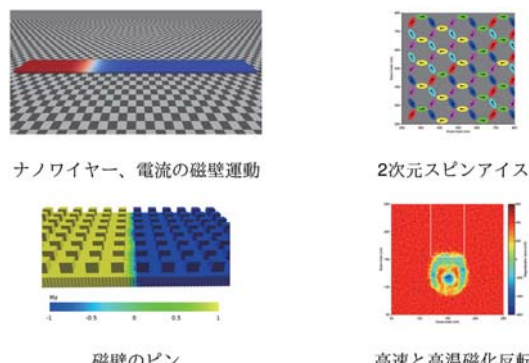 ナノワイヤー、電流の磁壁運動
2次元スピンアイス
Mz
-1 -0.5 0 0.5 1
磁壁のピン
高速と高温磁化反転